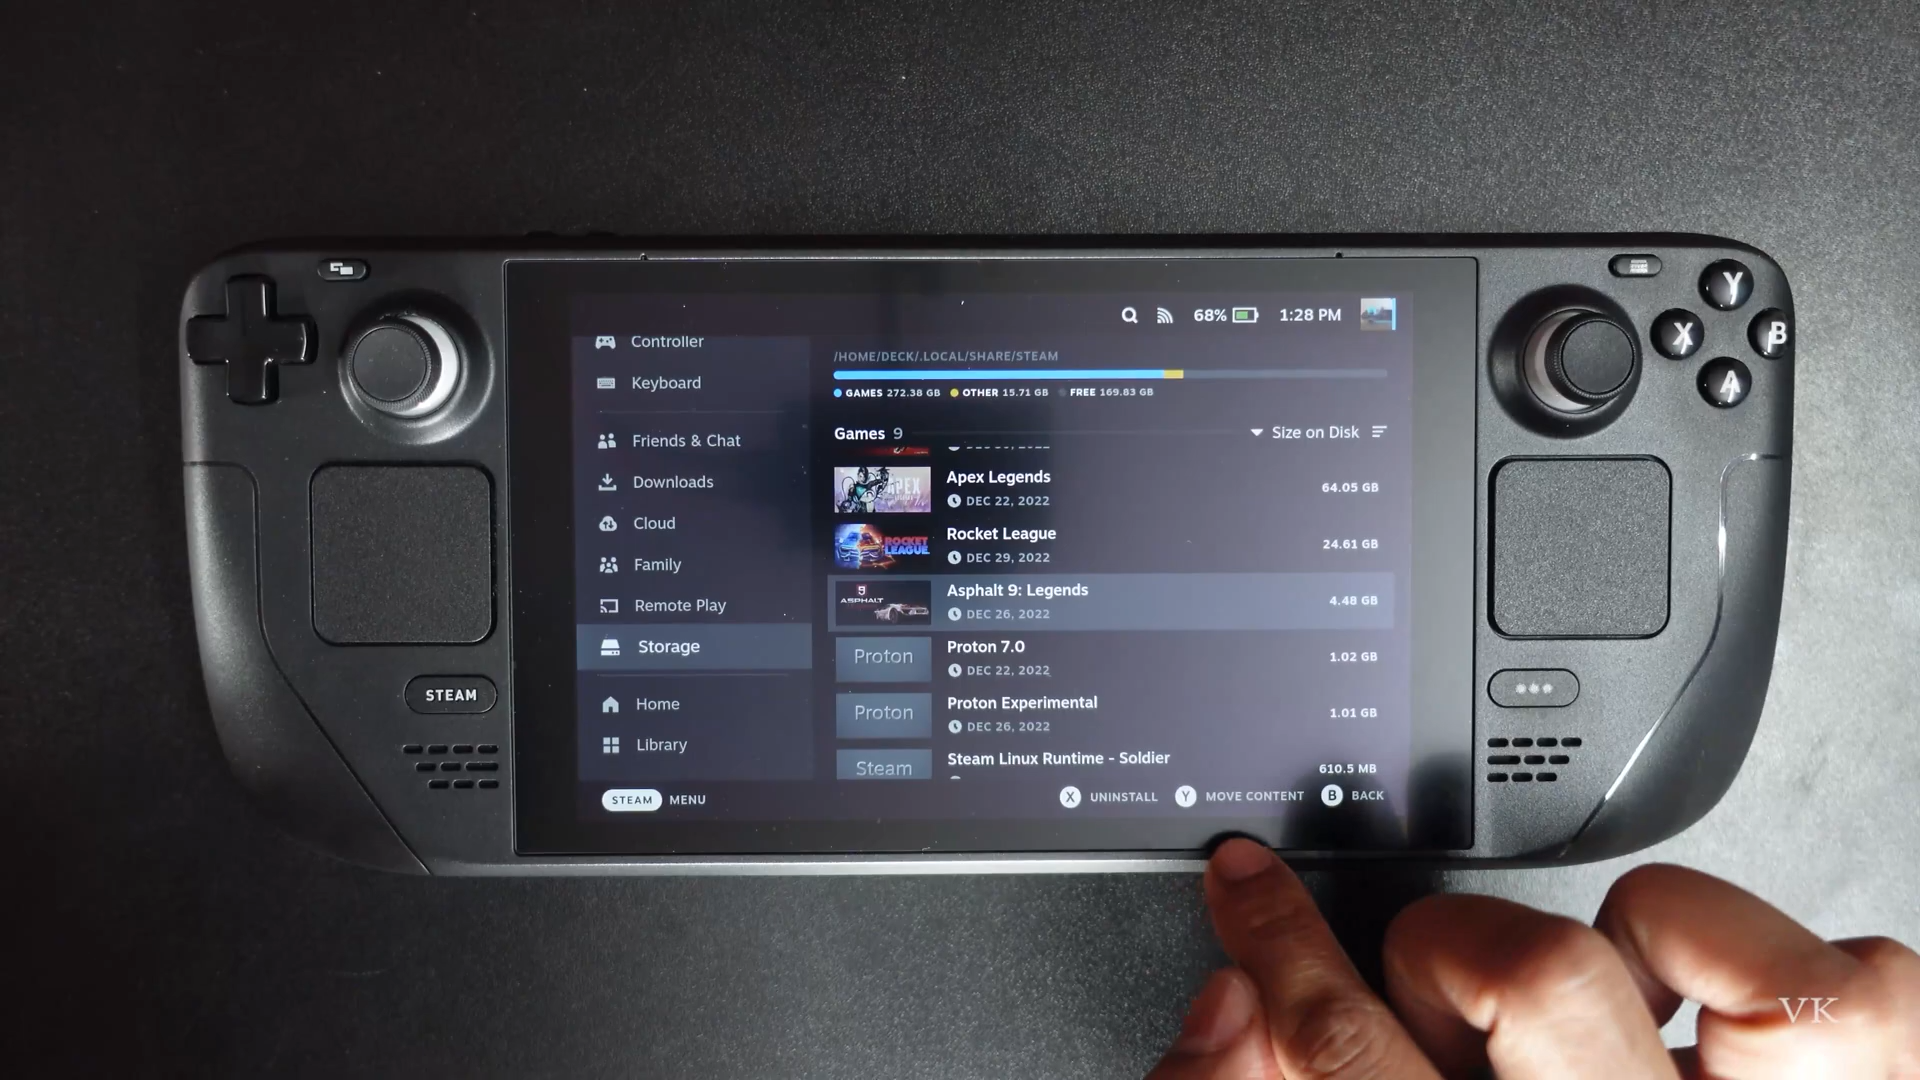 68% 1:28 PM
Controller
Keyboard
Friends & Chat
Downloads
Cloud
Family
Remote Play
Storage
Home
Library
/HOME/DECK/.LOCAL/SHARE/STEAM
GAMES 272.38 GB OTHER 15.71 GB FREE 169.83 GB
Games 9 Size on Disk
APEX
Apex Legends
DEC 22, 2022
64.05 GB
ROCKET
LEAGUE
Rocket League
DEC 29, 2022
24.61 GB
9
ASPHALT
Asphalt 9: Legends
DEC 26, 2022
4.48 GB
Proton
Proton 7.0
DEC 22, 2022
1.02 GB
Proton
Proton Experimental
DEC 26, 2022
1.01 GB
Steam
Steam Linux Runtime - Soldier
610.5 MB
STEAM MENU
X UNINSTALL Y MOVE CONTENT B BACK
STEAM
Y
X
B
A
VK